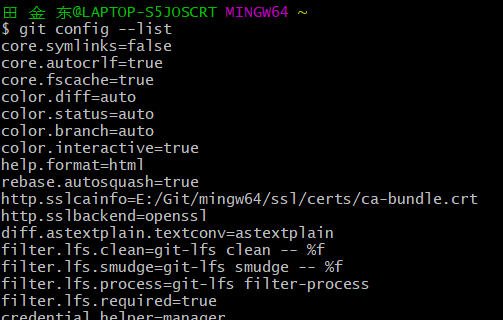 田 金 东@LAPTOP-S5JOSCRT MINGW64 ~
$ git config --list
core.symlinks=false
core.autocrlf=true
core.fscache=true
color.diff=auto
color.status=auto
color.branch=auto
color.interactive=true
help.format=html
rebase.autosquash=true
http.sslcainfo=E:/Git/mingw64/ssl/certs/ca-bundle.crt
http.sslbackend=openssl
diff.astextplain.textconv=astextplain
filter.lfs.clean=git-lfs clean -- %f
filter.lfs.smudge=git-lfs smudge -- %f
filter.lfs.process=git-lfs filter-process
filter.lfs.required=true
credential.helper=manager